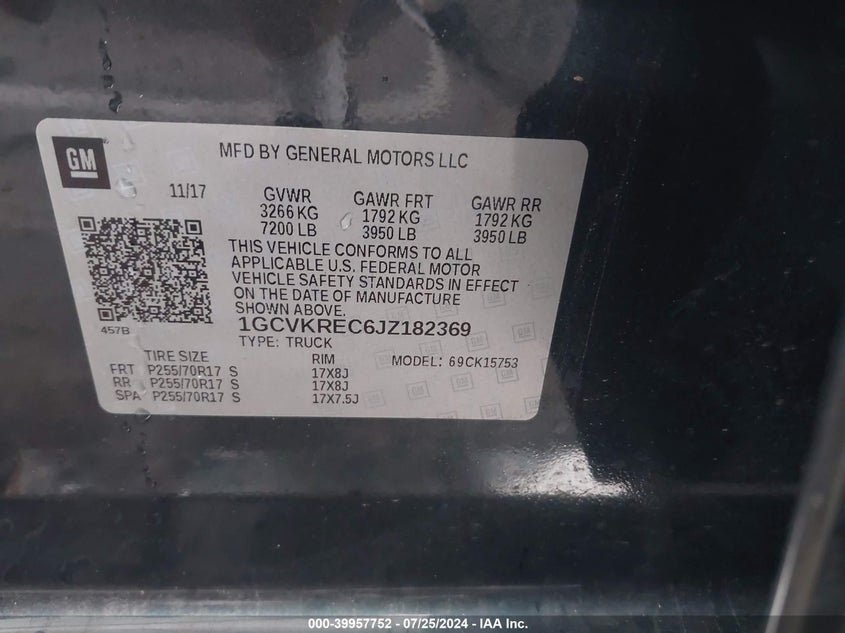 GM
MFD BY GENERAL MOTORS LLC
11/17
GVWR GAWR FRT GAWR RR
3266 KG 1792 KG 1792 KG
7200 LB 3950 LB 3950 LB
THIS VEHICLE CONFORMS TO ALL
APPLICABLE U.S. FEDERAL MOTOR
VEHICLE SAFETY STANDARDS IN EFFECT
ON THE DATE OF MANUFACTURE
SHOWN ABOVE.
457B
1GCVKREC6JZ182369
TYPE: TRUCK
TIRE SIZE RIM MODEL: 69CK15753
FRT P255/70R17 S 17X8J
RR P255/70R17 S 17X8J
SPA P255/70R17 S 17X7.5J
000-39957752 - 07/25/2024 - IAA Inc.